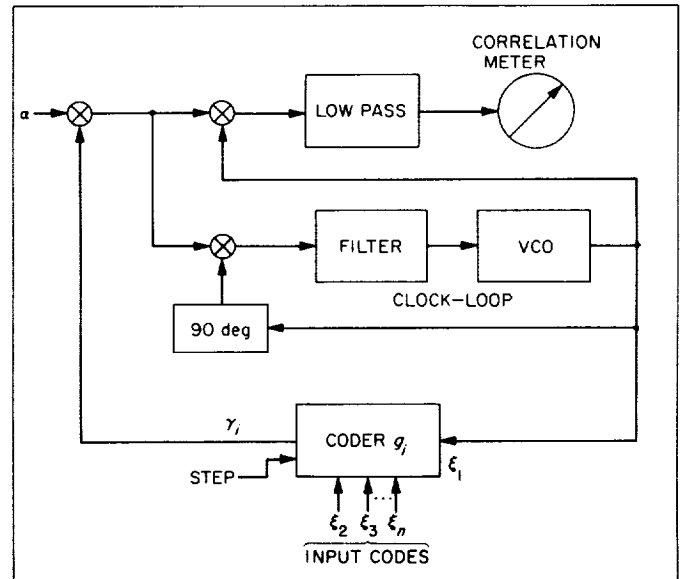 CORRELATION
METER
α
LOW PASS
FILTER
VCO
CLOCK-LOOP
90 deg
γi
CODER gi
ξ1
STEP
ξ2 ξ3 ... ξn
INPUT CODES